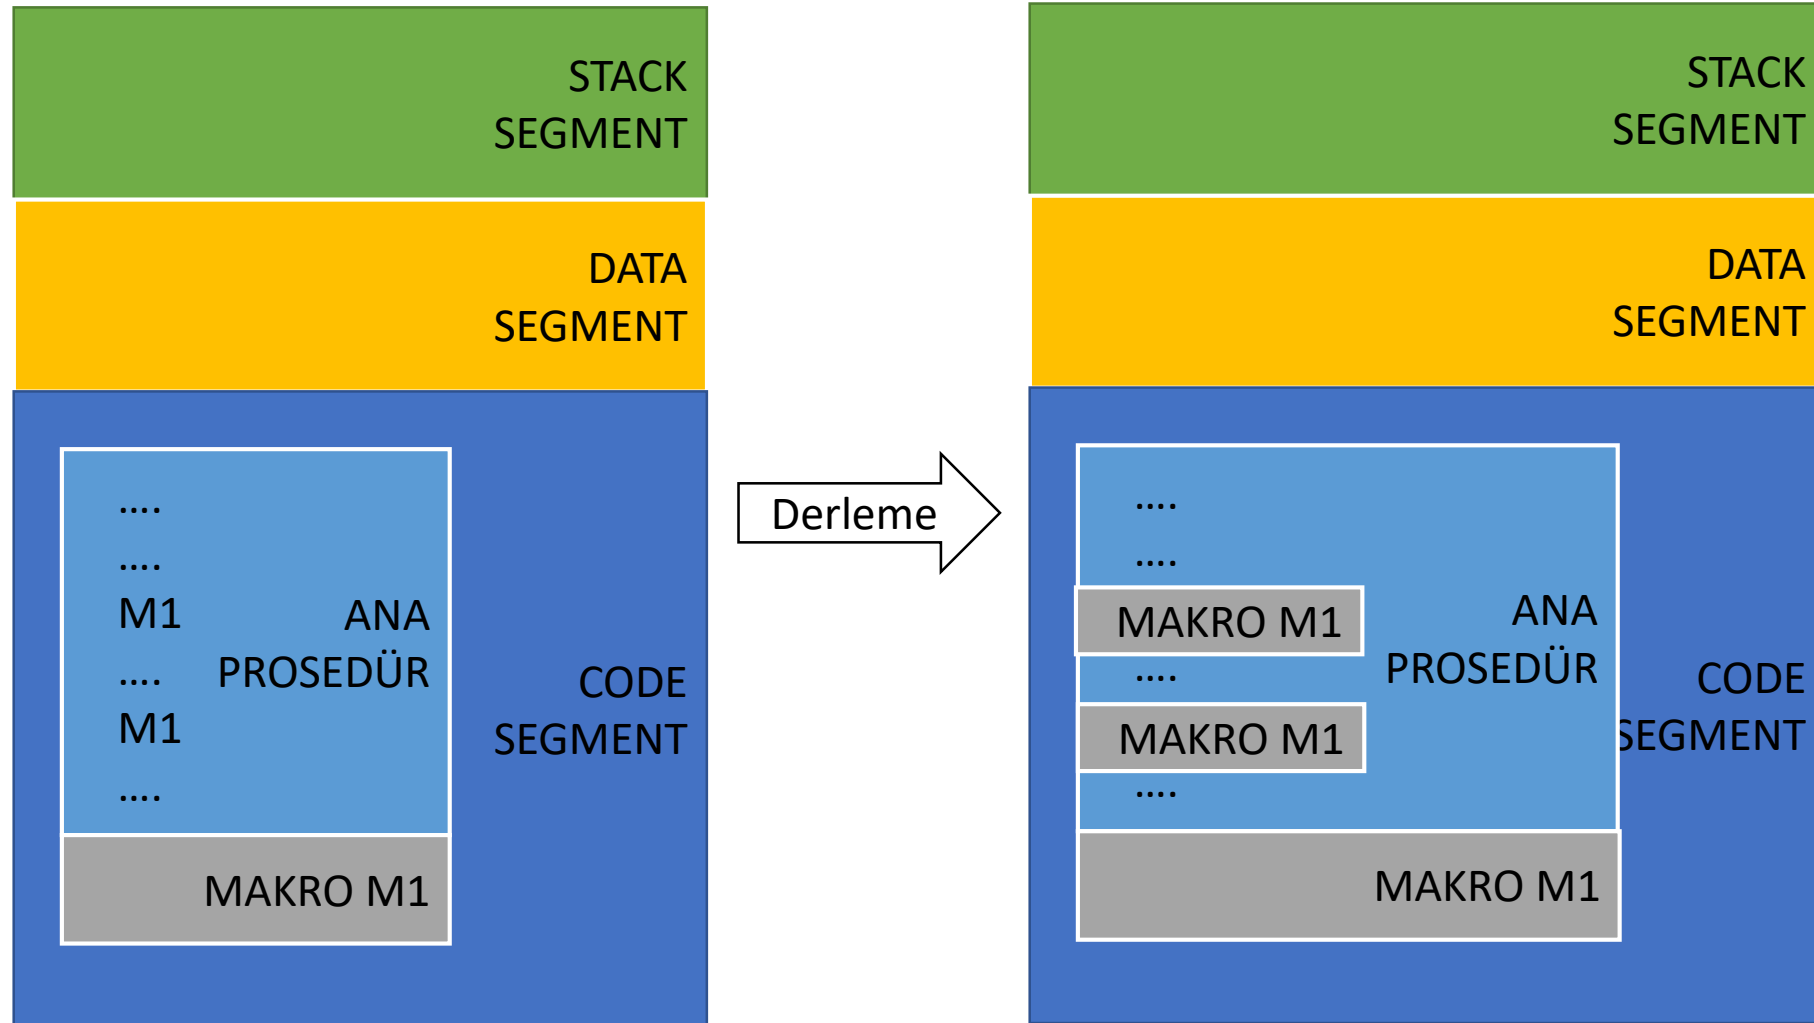 STACK
SEGMENT
DATA
SEGMENT
....
....
M1
....
M1
....
ANA
PROSEDÜR
CODE
SEGMENT
MAKRO M1
Derleme
STACK
SEGMENT
DATA
SEGMENT
....
....
MAKRO M1
....
MAKRO M1
....
ANA
PROSEDÜR
CODE
SEGMENT
MAKRO M1